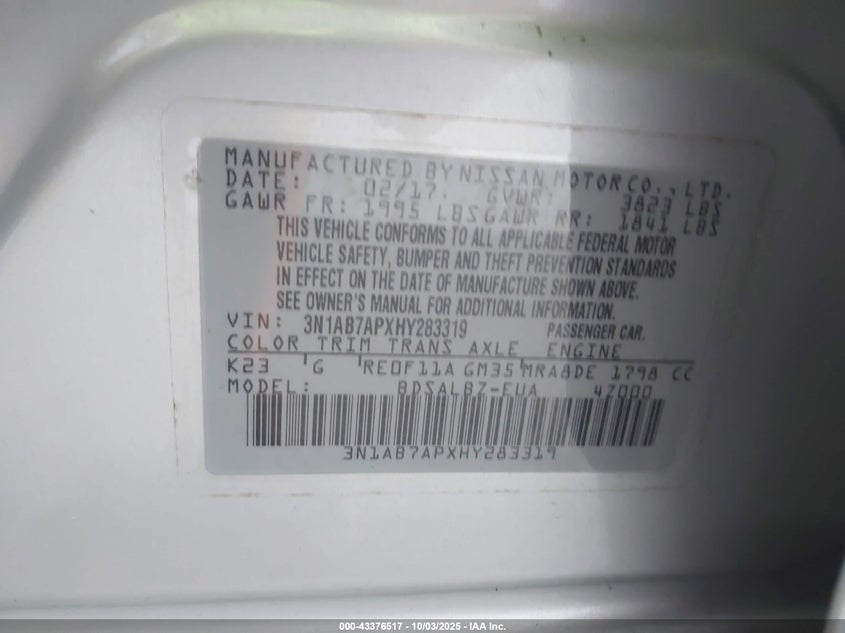 MANUFACTURED BY NISSAN MOTOR CO., LTD.
DATE: 02/17. GVWR: 3823 LBS
GAWR FR: 1995 LBS GAWR RR: 1841 LBS
THIS VEHICLE CONFORMS TO ALL APPLICABLE FEDERAL MOTOR
VEHICLE SAFETY, BUMPER AND THEFT PREVENTION STANDARDS
IN EFFECT ON THE DATE OF MANUFACTURE SHOWN ABOVE.
SEE OWNER'S MANUAL FOR ADDITIONAL INFORMATION.
VIN: 3N1AB7APXHY283319 PASSENGER CAR.
COLOR TRIM TRANS AXLE ENGINE
K23 G RE0F11A GM35 MRA8DE 1798 CC
MODEL: BDSALBZ-EUA 4Z000
3N1AB7APXHY283319
000-43376517 - 10/03/2025 - IAA Inc.